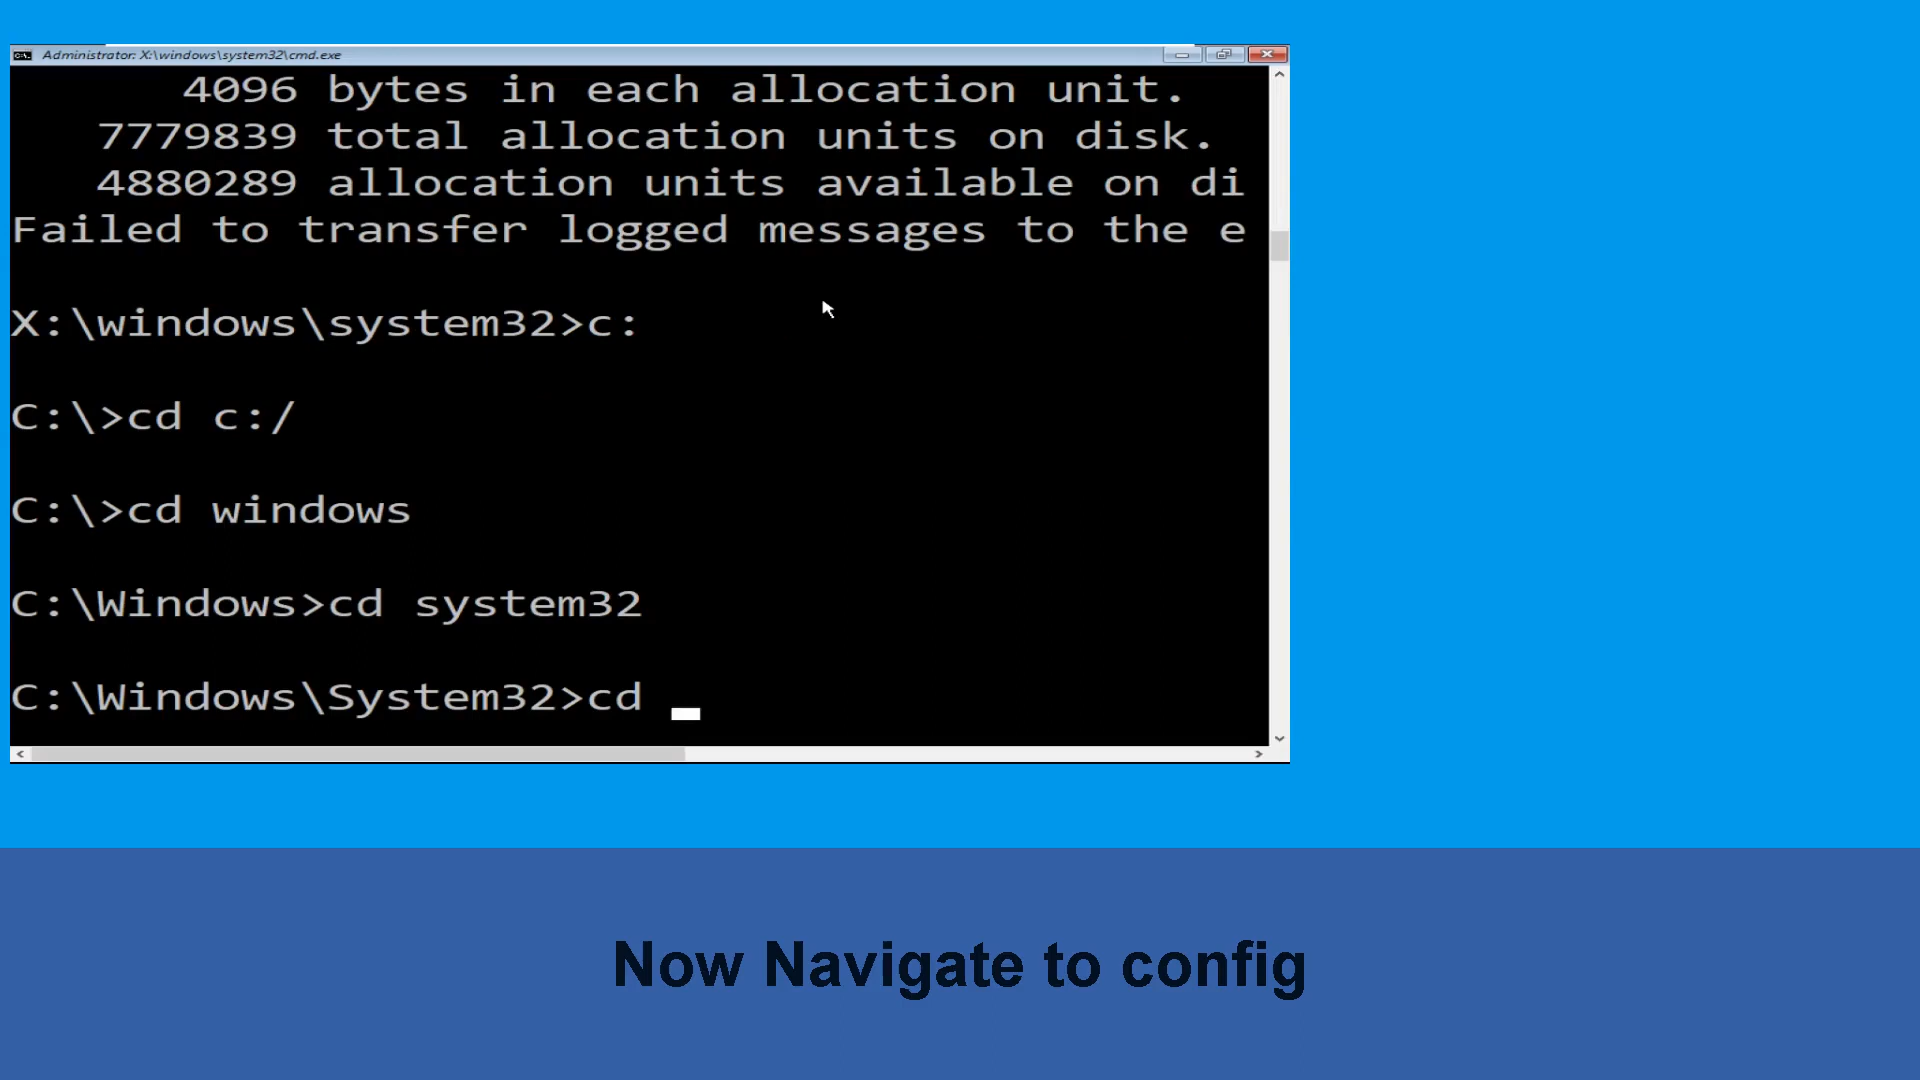 Administrator: X:\windows\system32\cmd.exe
4096 bytes in each allocation unit.
7779839 total allocation units on disk.
4880289 allocation units available on di
Failed to transfer logged messages to the e
X:\windows\system32>c:
C:\>cd c:/
C:\>cd windows
C:\Windows>cd system32
C:\Windows\System32>cd
Now Navigate to config